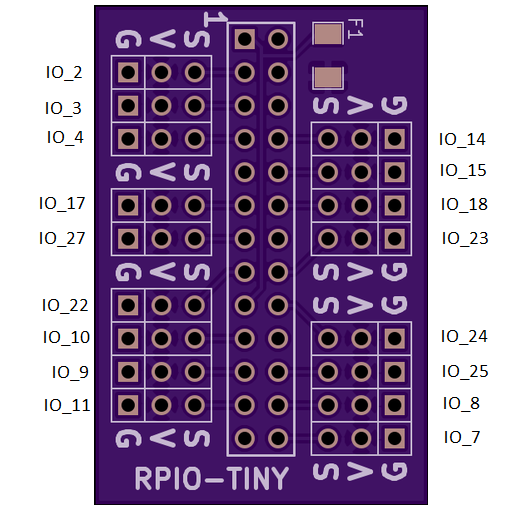 1
F1
G V S
IO_2
IO_3
S V G
IO_4
IO_14
G V S
IO_15
IO_17
IO_18
IO_27
IO_23
G V S
S V G
IO_22
S V G
IO_10
IO_24
IO_9
IO_25
IO_11
IO_8
G V S
IO_7
RPIO-TINY
S V G